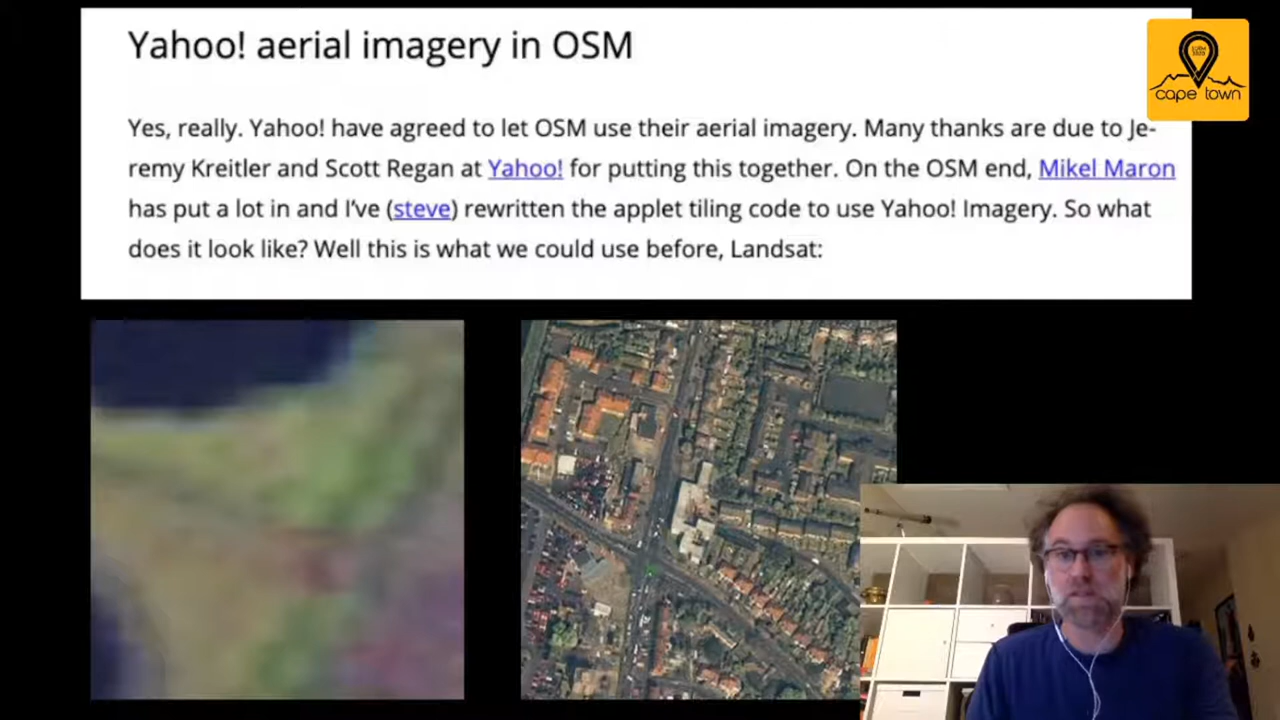 Yahoo! aerial imagery in OSM
Yes, really. Yahoo! have agreed to let OSM use their aerial imagery. Many thanks are due to Je-
remy Kreitler and Scott Regan at Yahoo! for putting this together. On the OSM end, Mikel Maron
has put a lot in and I've (steve) rewritten the applet tiling code to use Yahoo! Imagery. So what
does it look like? Well this is what we could use before, Landsat:
cape town